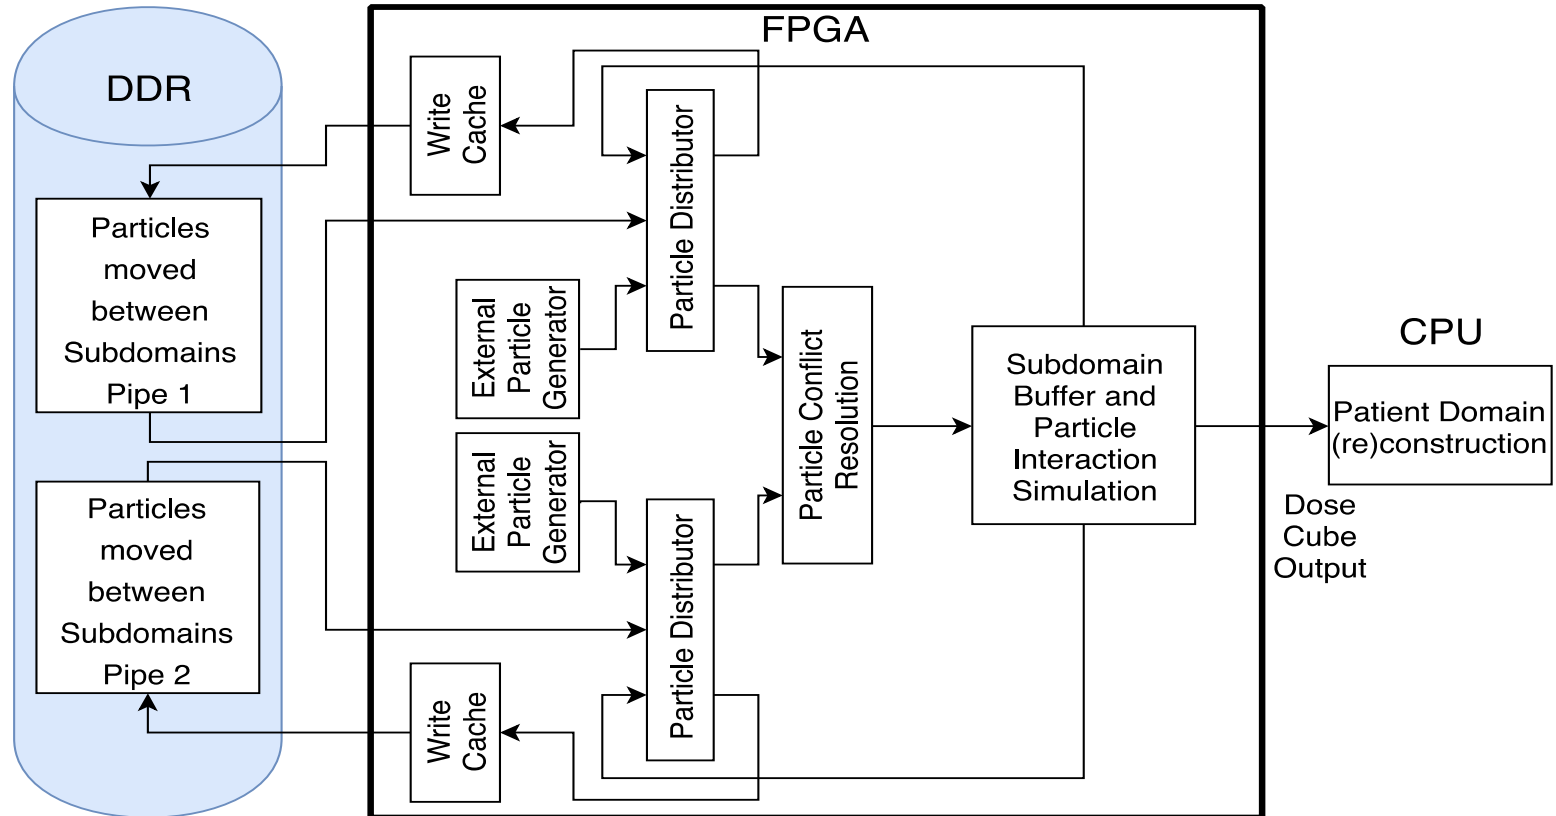 FPGA
DDR
Write
Cache
Particle Distributor
Particles
moved
between
Subdomains
Pipe 1
External
Particle
Generator
Particle Conflict
Resolution
Subdomain
Buffer and
Particle
Interaction
Simulation
CPU
Patient Domain
(re)construction
Dose
Cube
Output
External
Particle
Generator
Particles
moved
between
Subdomains
Pipe 2
Particle Distributor
Write
Cache